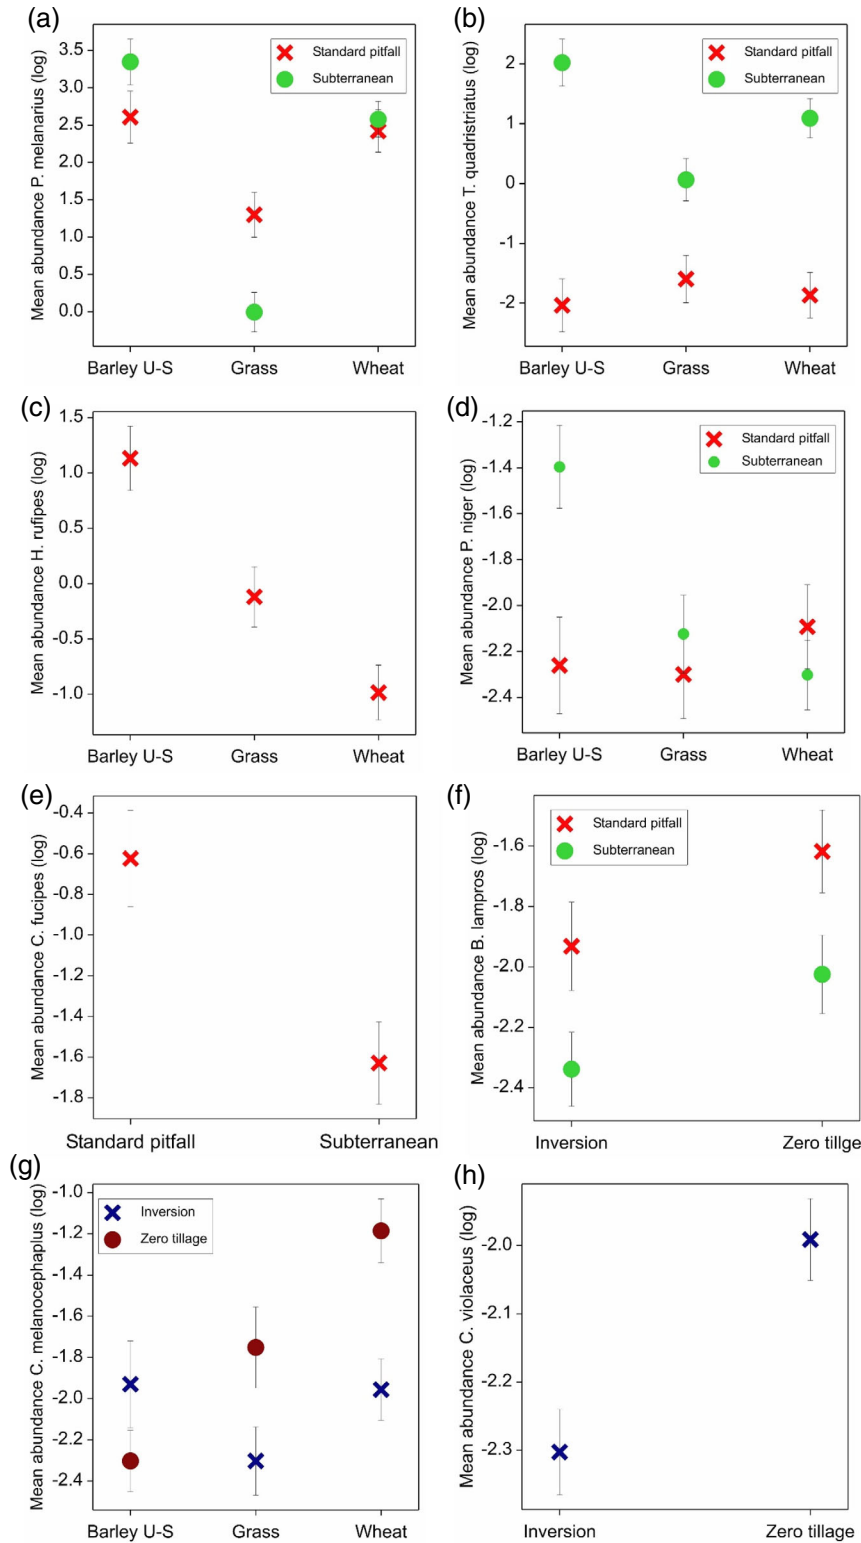 (a)
Mean abundance P. melanarius (log)
3.5
3.0
2.5
2.0
1.5
1.0
0.5
0.0
Standard pitfall
Subterranean
Barley U-S Grass Wheat
(b)
Mean abundance T. quadristriatus (log)
2
1
0
-1
-2
Standard pitfall
Subterranean
Barley U-S Grass Wheat
(c)
Mean abundance H. rufipes (log)
1.5
1.0
0.5
0.0
-0.5
-1.0
Barley U-S Grass Wheat
(d)
Mean abundance P. niger (log)
-1.2
-1.4
-1.6
-1.8
-2.0
-2.2
-2.4
Standard pitfall
Subterranean
Barley U-S Grass Wheat
(e)
Mean abundance C. fucipes (log)
-0.4
-0.6
-0.8
-1.0
-1.2
-1.4
-1.6
-1.8
Standard pitfall Subterranean
(f)
Mean abundance B. lampros (log)
-1.6
-1.8
-2.0
-2.2
-2.4
Standard pitfall
Subterranean
Inversion Zero tillge
(g)
Mean abundance C. melanocephaplus (log)
-1.0
-1.2
-1.4
-1.6
-1.8
-2.0
-2.2
-2.4
Inversion
Zero tillage
Barley U-S Grass Wheat
(h)
Mean abundance C. violaceus (log)
-2.0
-2.1
-2.2
-2.3
Inversion Zero tillage